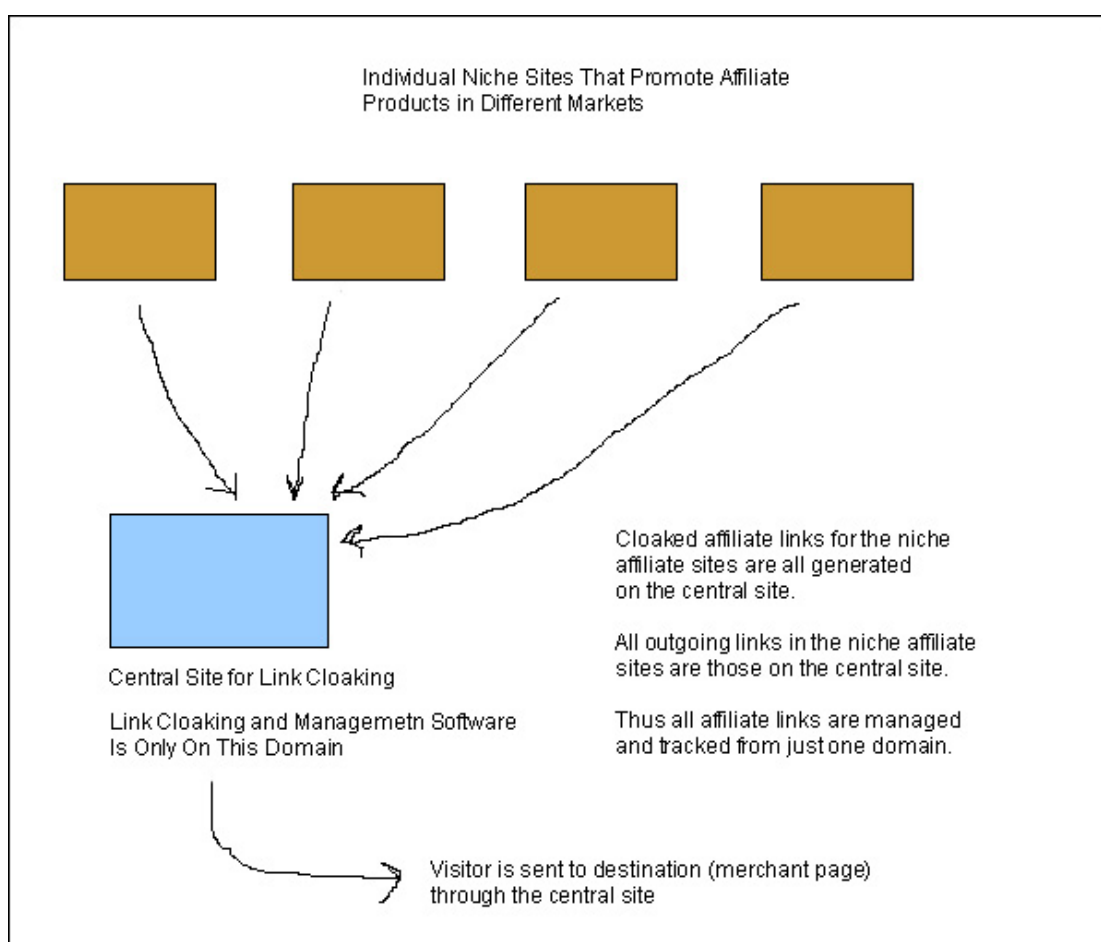 Individual Niche Sites That Promote Affiliate
Products in Different Markets
Cloaked affiliate links for the niche
affiliate sites are all generated
on the central site.
All outgoing links in the niche affiliate
sites are those on the central site.
Thus all affiliate links are managed
and tracked from just one domain.
Central Site for Link Cloaking
Link Cloaking and Managemetn Software
Is Only On This Domain
Visitor is sent to destination (merchant page)
through the central site